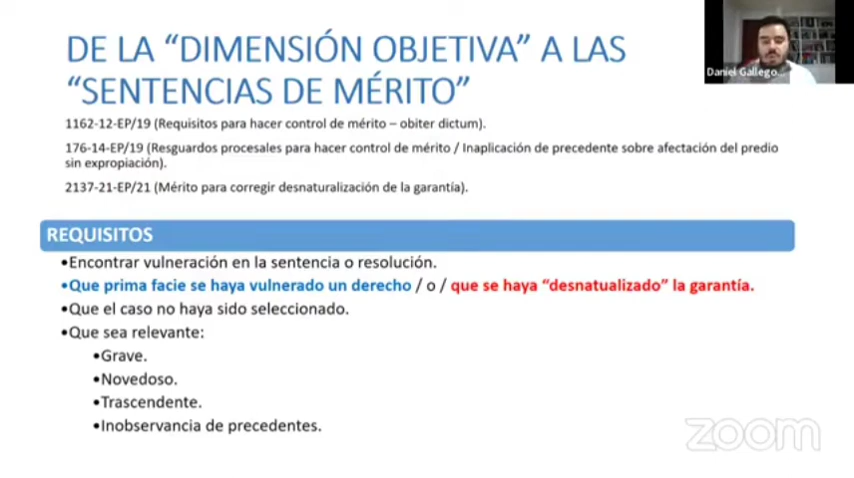 DE LA “DIMENSIÓN OBJETIVA” A LAS
“SENTENCIAS DE MÉRITO”
Daniel Gallego...
1162-12-EP/19 (Requisitos para hacer control de mérito – obiter dictum).
176-14-EP/19 (Resguardos procesales para hacer control de mérito / Inaplicación de precedente sobre afectación del predio
sin expropiación).
2137-21-EP/21 (Mérito para corregir desnaturalización de la garantía).
REQUISITOS
•Encontrar vulneración en la sentencia o resolución.
•Que prima facie se haya vulnerado un derecho / o / que se haya “desnatualizado” la garantía.
•Que el caso no haya sido seleccionado.
•Que sea relevante:
•Grave.
•Novedoso.
•Trascendente.
•Inobservancia de precedentes.
zoom